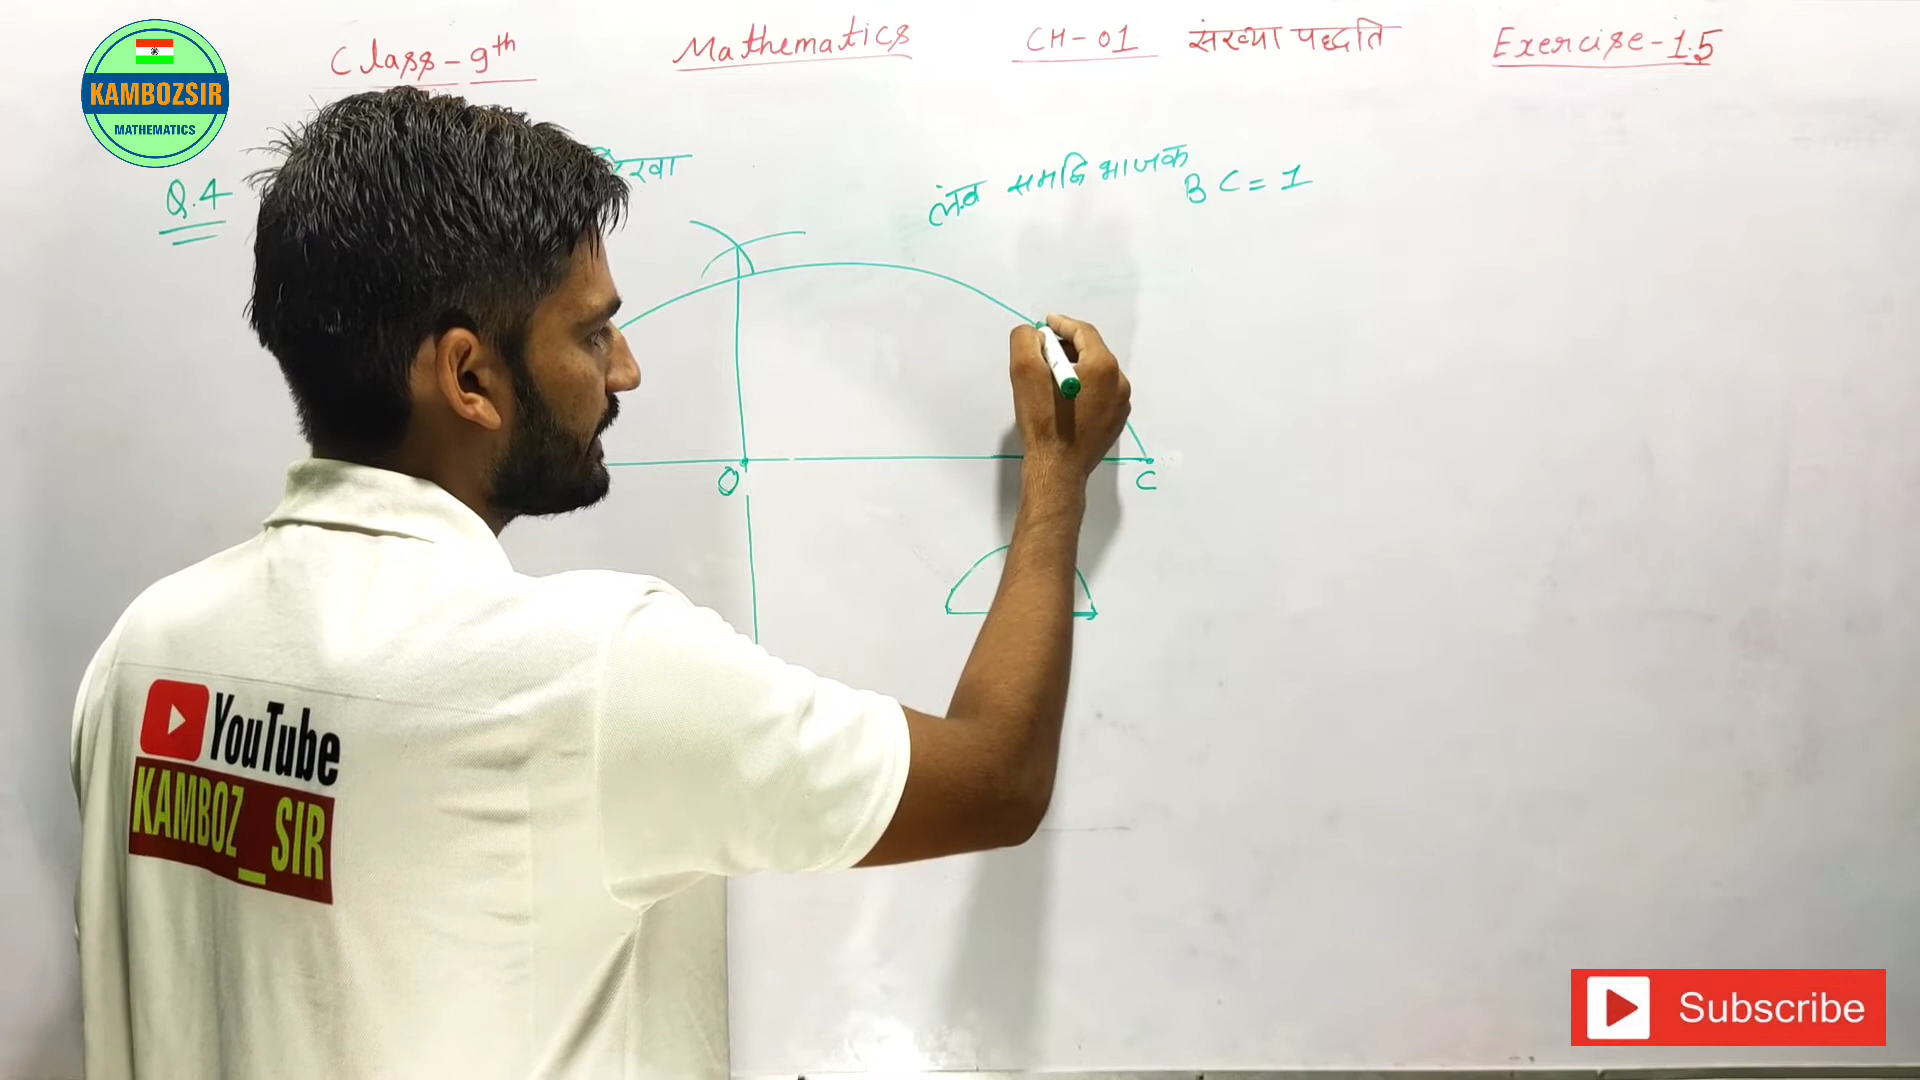 Class-9th Mathematics CH-01 संख्या पद्धति Exercise-1.5
KAMBOZSIR
MATHEMATICS
Q.4
लंब समद्विभाजक
BC=1
O
C
YouTube
KAMBOZ_SIR
Subscribe